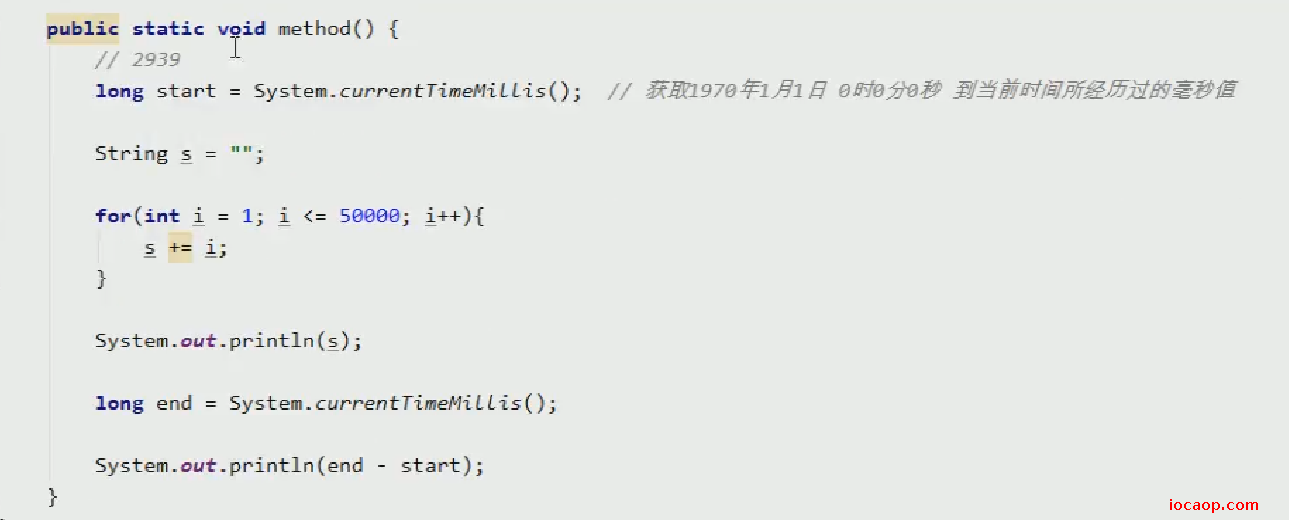 public static void method() {
// 2939
long start = System.currentTimeMillis();  // 获取1970年1月1日 0时0分0秒 到当前时间所经历过的毫秒值
String s = "";
for(int i = 1; i <= 50000; i++){
s += i;
}
System.out.println(s);
long end = System.currentTimeMillis();
System.out.println(end - start);
}
iocaop.com